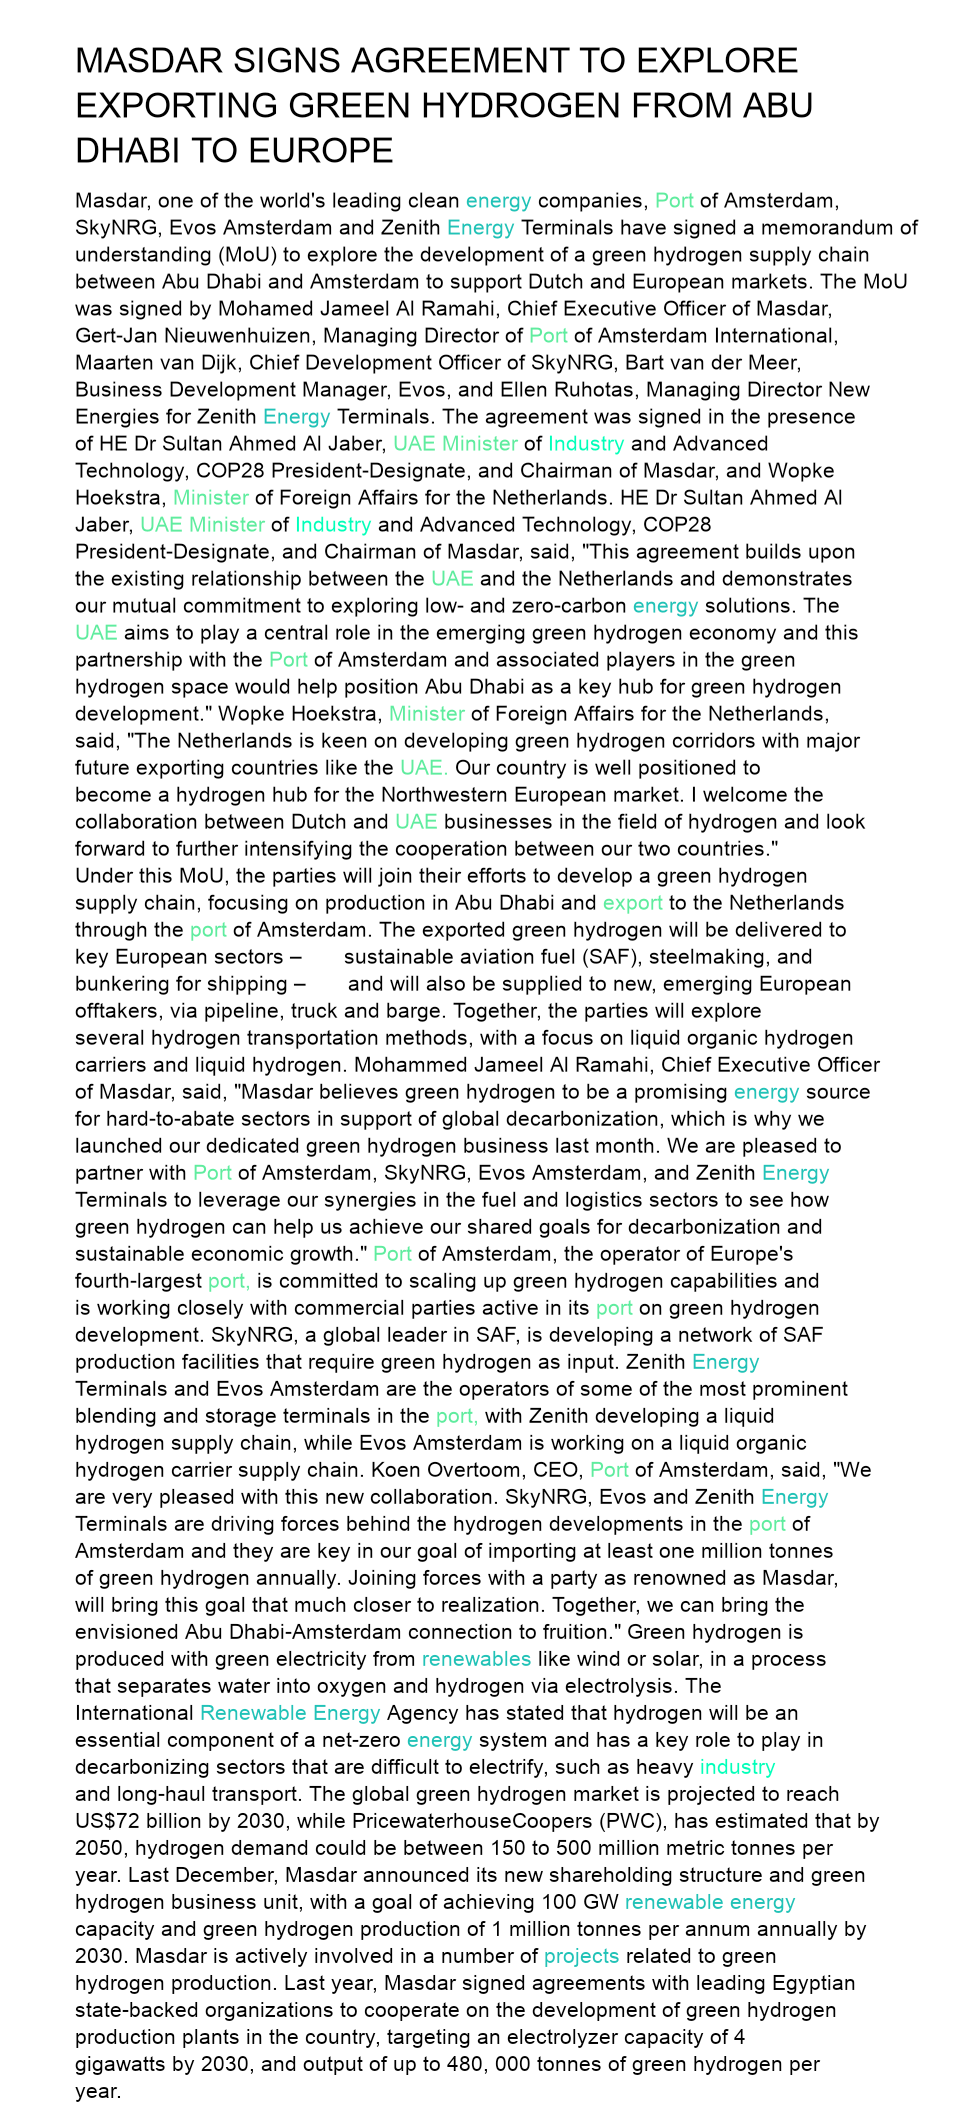 MASDAR SIGNS AGREEMENT TO EXPLORE
EXPORTING GREEN HYDROGEN FROM ABU
DHABI TO EUROPE
Masdar, one of the world's leading clean energy companies, Port of Amsterdam,
SkyNRG, Evos Amsterdam and Zenith Energy Terminals have signed a memorandum of
understanding (MoU) to explore the development of a green hydrogen supply chain
between Abu Dhabi and Amsterdam to support Dutch and European markets. The MoU
was signed by Mohamed Jameel Al Ramahi, Chief Executive Officer of Masdar,
Gert-Jan Nieuwenhuizen, Managing Director of Port of Amsterdam International,
Maarten van Dijk, Chief Development Officer of SkyNRG, Bart van der Meer,
Business Development Manager, Evos, and Ellen Ruhotas, Managing Director New
Energies for Zenith Energy Terminals. The agreement was signed in the presence
of HE Dr Sultan Ahmed Al Jaber, UAE Minister of Industry and Advanced
Technology, COP28 President-Designate, and Chairman of Masdar, and Wopke
Hoekstra, Minister of Foreign Affairs for the Netherlands. HE Dr Sultan Ahmed Al
Jaber, UAE Minister of Industry and Advanced Technology, COP28
President-Designate, and Chairman of Masdar, said, "This agreement builds upon
the existing relationship between the UAE and the Netherlands and demonstrates
our mutual commitment to exploring low- and zero-carbon energy solutions. The
UAE aims to play a central role in the emerging green hydrogen economy and this
partnership with the Port of Amsterdam and associated players in the green
hydrogen space would help position Abu Dhabi as a key hub for green hydrogen
development." Wopke Hoekstra, Minister of Foreign Affairs for the Netherlands,
said, "The Netherlands is keen on developing green hydrogen corridors with major
future exporting countries like the UAE. Our country is well positioned to
become a hydrogen hub for the Northwestern European market. I welcome the
collaboration between Dutch and UAE businesses in the field of hydrogen and look
forward to further intensifying the cooperation between our two countries."
Under this MoU, the parties will join their efforts to develop a green hydrogen
supply chain, focusing on production in Abu Dhabi and export to the Netherlands
through the port of Amsterdam. The exported green hydrogen will be delivered to
key European sectors – sustainable aviation fuel (SAF), steelmaking, and
bunkering for shipping – and will also be supplied to new, emerging European
offtakers, via pipeline, truck and barge. Together, the parties will explore
several hydrogen transportation methods, with a focus on liquid organic hydrogen
carriers and liquid hydrogen. Mohammed Jameel Al Ramahi, Chief Executive Officer
of Masdar, said, "Masdar believes green hydrogen to be a promising energy source
for hard-to-abate sectors in support of global decarbonization, which is why we
launched our dedicated green hydrogen business last month. We are pleased to
partner with Port of Amsterdam, SkyNRG, Evos Amsterdam, and Zenith Energy
Terminals to leverage our synergies in the fuel and logistics sectors to see how
green hydrogen can help us achieve our shared goals for decarbonization and
sustainable economic growth." Port of Amsterdam, the operator of Europe's
fourth-largest port, is committed to scaling up green hydrogen capabilities and
is working closely with commercial parties active in its port on green hydrogen
development. SkyNRG, a global leader in SAF, is developing a network of SAF
production facilities that require green hydrogen as input. Zenith Energy
Terminals and Evos Amsterdam are the operators of some of the most prominent
blending and storage terminals in the port, with Zenith developing a liquid
hydrogen supply chain, while Evos Amsterdam is working on a liquid organic
hydrogen carrier supply chain. Koen Overtoom, CEO, Port of Amsterdam, said, "We
are very pleased with this new collaboration. SkyNRG, Evos and Zenith Energy
Terminals are driving forces behind the hydrogen developments in the port of
Amsterdam and they are key in our goal of importing at least one million tonnes
of green hydrogen annually. Joining forces with a party as renowned as Masdar,
will bring this goal that much closer to realization. Together, we can bring the
envisioned Abu Dhabi-Amsterdam connection to fruition." Green hydrogen is
produced with green electricity from renewables like wind or solar, in a process
that separates water into oxygen and hydrogen via electrolysis. The
International Renewable Energy Agency has stated that hydrogen will be an
essential component of a net-zero energy system and has a key role to play in
decarbonizing sectors that are difficult to electrify, such as heavy industry
and long-haul transport. The global green hydrogen market is projected to reach
US$72 billion by 2030, while PricewaterhouseCoopers (PWC), has estimated that by
2050, hydrogen demand could be between 150 to 500 million metric tonnes per
year. Last December, Masdar announced its new shareholding structure and green
hydrogen business unit, with a goal of achieving 100 GW renewable energy
capacity and green hydrogen production of 1 million tonnes per annum annually by
2030. Masdar is actively involved in a number of projects related to green
hydrogen production. Last year, Masdar signed agreements with leading Egyptian
state-backed organizations to cooperate on the development of green hydrogen
production plants in the country, targeting an electrolyzer capacity of 4
gigawatts by 2030, and output of up to 480, 000 tonnes of green hydrogen per
year.